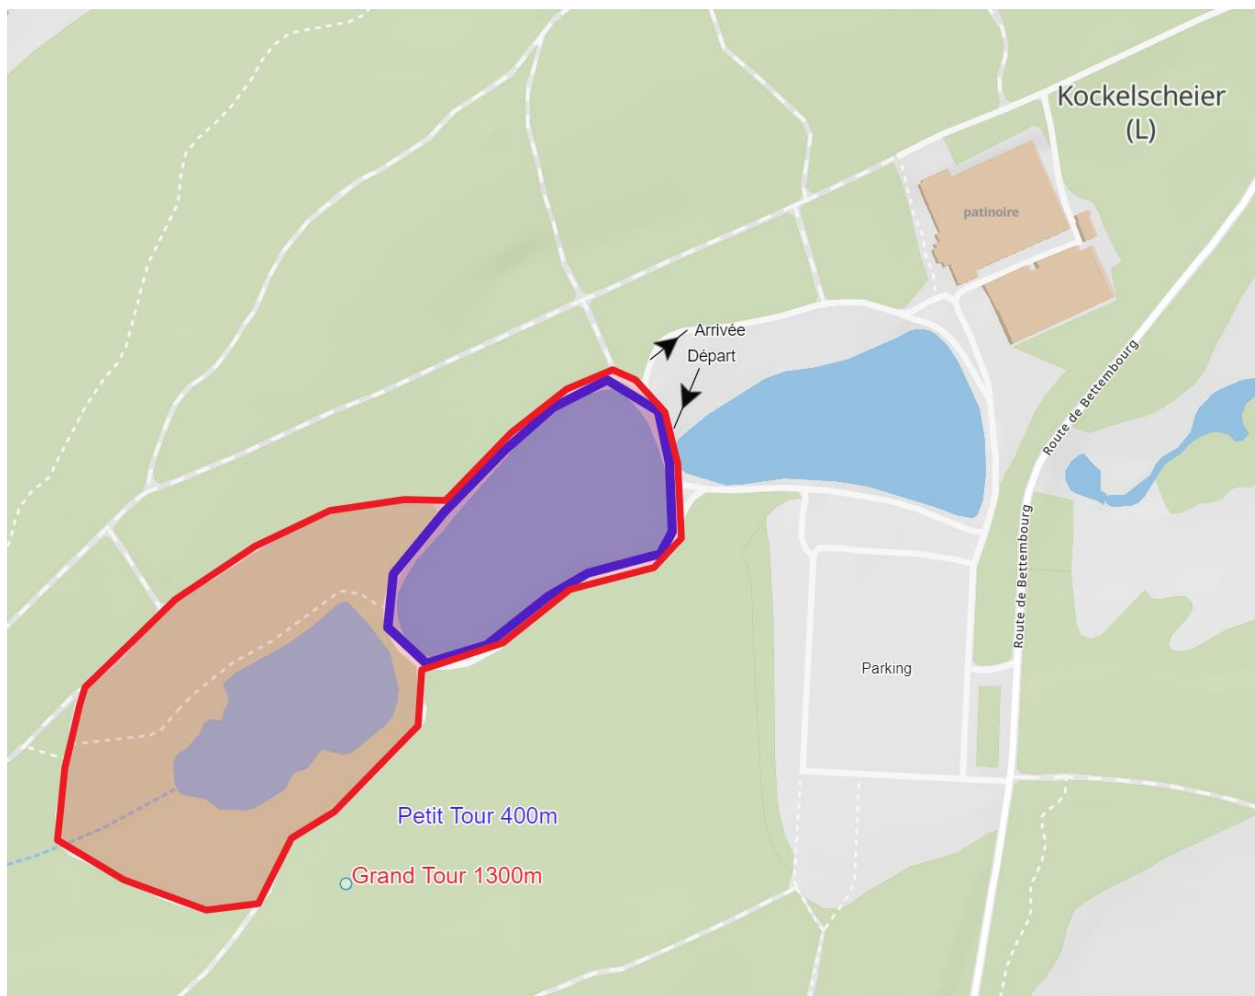 Kockelscheier
(L)
patinoire
Arrivée
Départ
Route de Bettembourg
Route de Bettembourg
Parking
Petit Tour 400m
Grand Tour 1300m